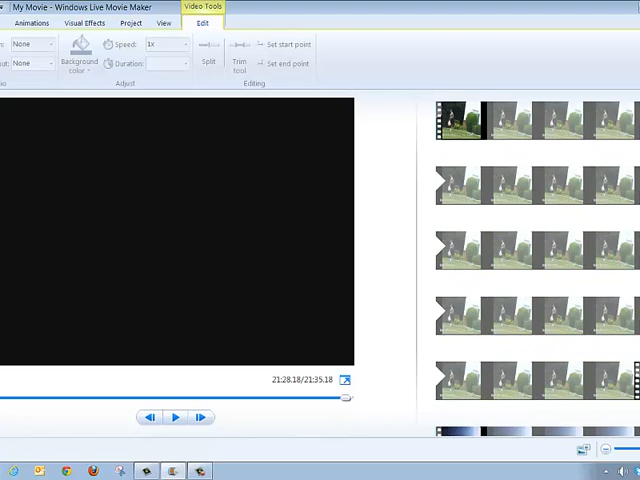 My Movie - Windows Live Movie Maker
Video Tools
Animations Visual Effects Project View Edit
None Speed: 1x Set start point
Background color Split Trim tool
None Duration: Set end point
Adjust Editing
21:28.18/21:35.18